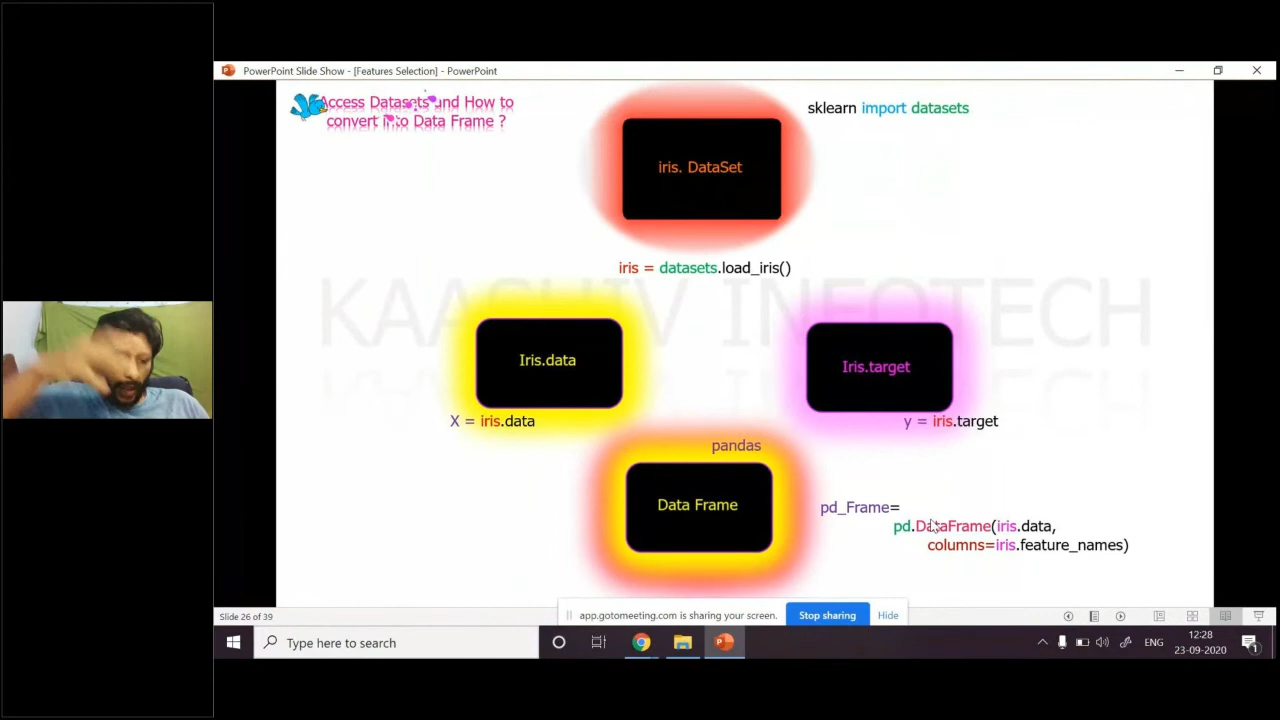 PowerPoint Slide Show - [Features Selection] - PowerPoint
Access Datasets and How to
convert into Data Frame ?
iris. DataSet
sklearn import datasets
iris = datasets.load_iris()
KAASHIV INFOTECH
Iris.data
Iris.target
X = iris.data
y = iris.target
pandas
Data Frame
pd_Frame=
pd.DataFrame(iris.data,
columns=iris.feature_names)
app.gotomeeting.com is sharing your screen.
Stop sharing
Hide
Slide 26 of 39
Type here to search
ENG
12:28
23-09-2020
1